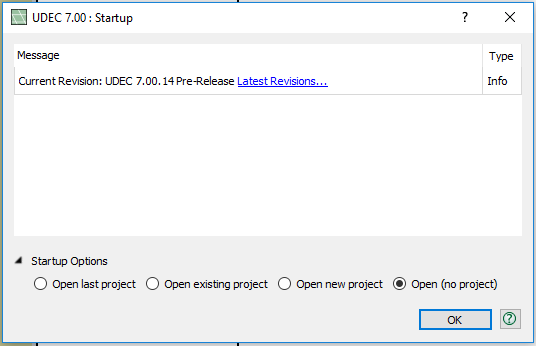 UDEC 7.00 : Startup
?
Message Type
Current Revision: UDEC 7.00.14 Pre-Release Latest Revisions... Info
Startup Options
Open last project Open existing project Open new project Open (no project)
OK ?